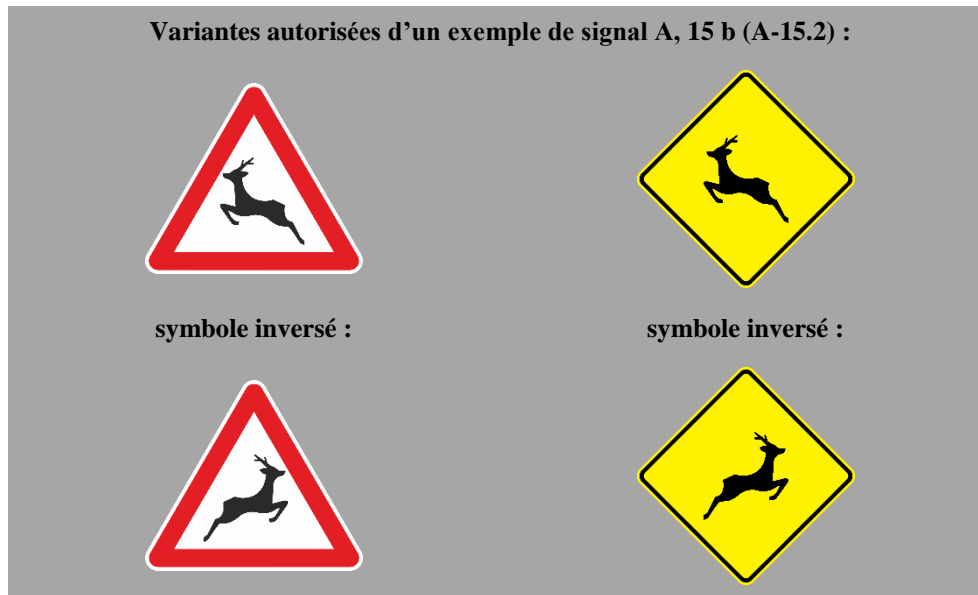 Variantes autorisées d’un exemple de signal A, 15 b (A-15.2) :
symbole inversé :
symbole inversé :